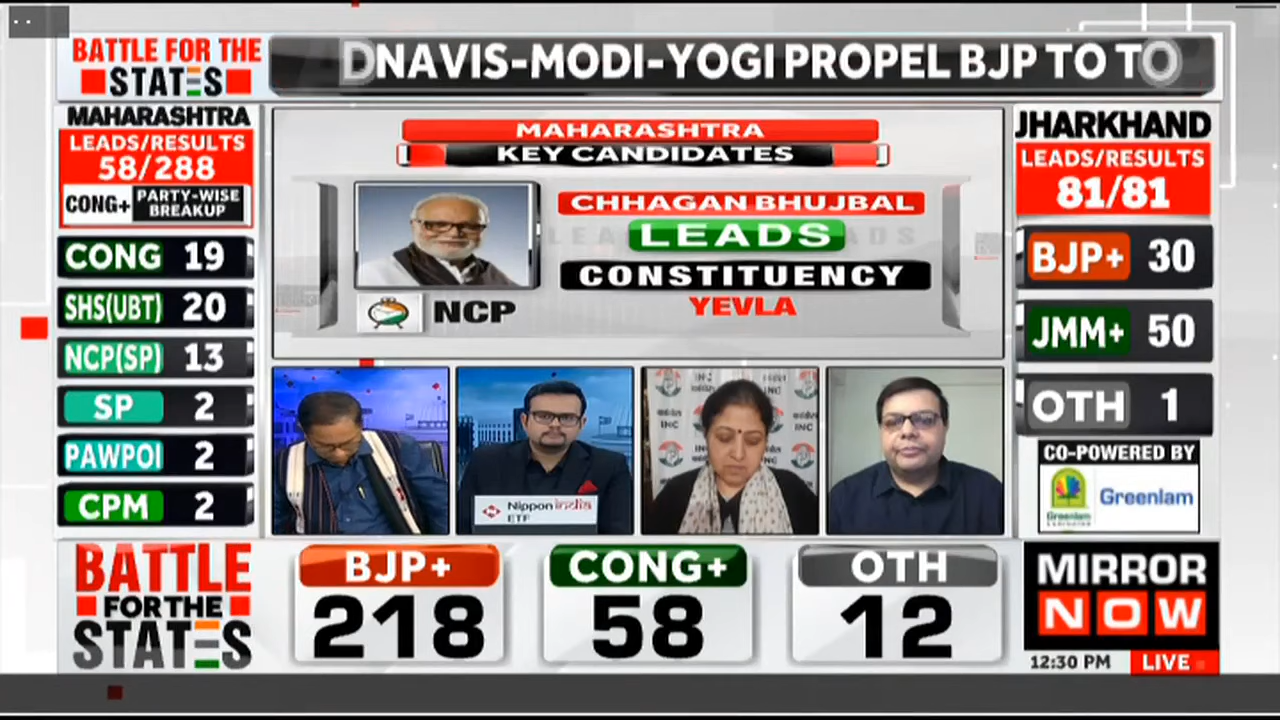 BATTLE FOR THE
STATES
DNAVIS-MODI-YOGI PROPEL BJP TO TO
MAHARASHTRA
LEADS/RESULTS
58/288
CONG+ PARTY-WISE
BREAKUP
CONG 19
SHS(UBT) 20
NCP(SP) 13
SP 2
PAWPOI 2
CPM 2
MAHARASHTRA
KEY CANDIDATES
CHHAGAN BHUJBAL
LEADS
CONSTITUENCY
YEVLA
NCP
JHARKHAND
LEADS/RESULTS
81/81
BJP+ 30
JMM+ 50
OTH 1
CO-POWERED BY
Greenlam
Greenlam
INC
INC
INC
Nippon india
ETF
BATTLE
FOR THE
STATES
BJP+
218
CONG+
58
OTH
12
MIRROR
NOW
12:30 PM LIVE